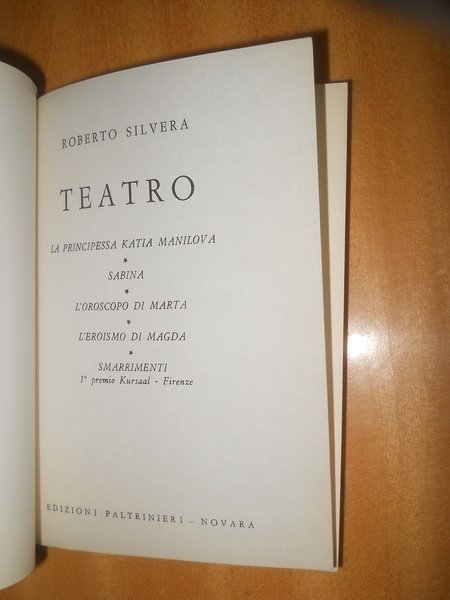 ROBERTO SILVERA
TEATRO
LA PRINCIPESSA KATIA MANILOVA
*
SABINA
*
L'OROSCOPO DI MARTA
*
L'EROISMO DI MAGDA
*
SMARRIMENTI
1° premio Kursaal - Firenze
EDIZIONI PALTRINIERI - NOVARA